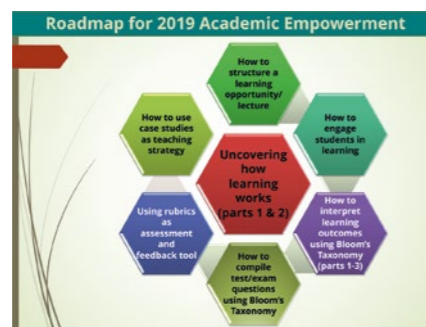 Roadmap for 2019 Academic Empowerment
How to
structure a
learning
opportunity/
lecture
How to
engage
students in
learning
How to
interpret
learning
outcomes
using Bloom's
Taxonomy
(parts 1-3)
How to
compile
test/exam
questions
using Bloom's
Taxonomy
Using rubrics
as
assessment
and
feedback tool
How to use
case studies
as teaching
strategy
Uncovering
how
learning
works
(parts 1 & 2)